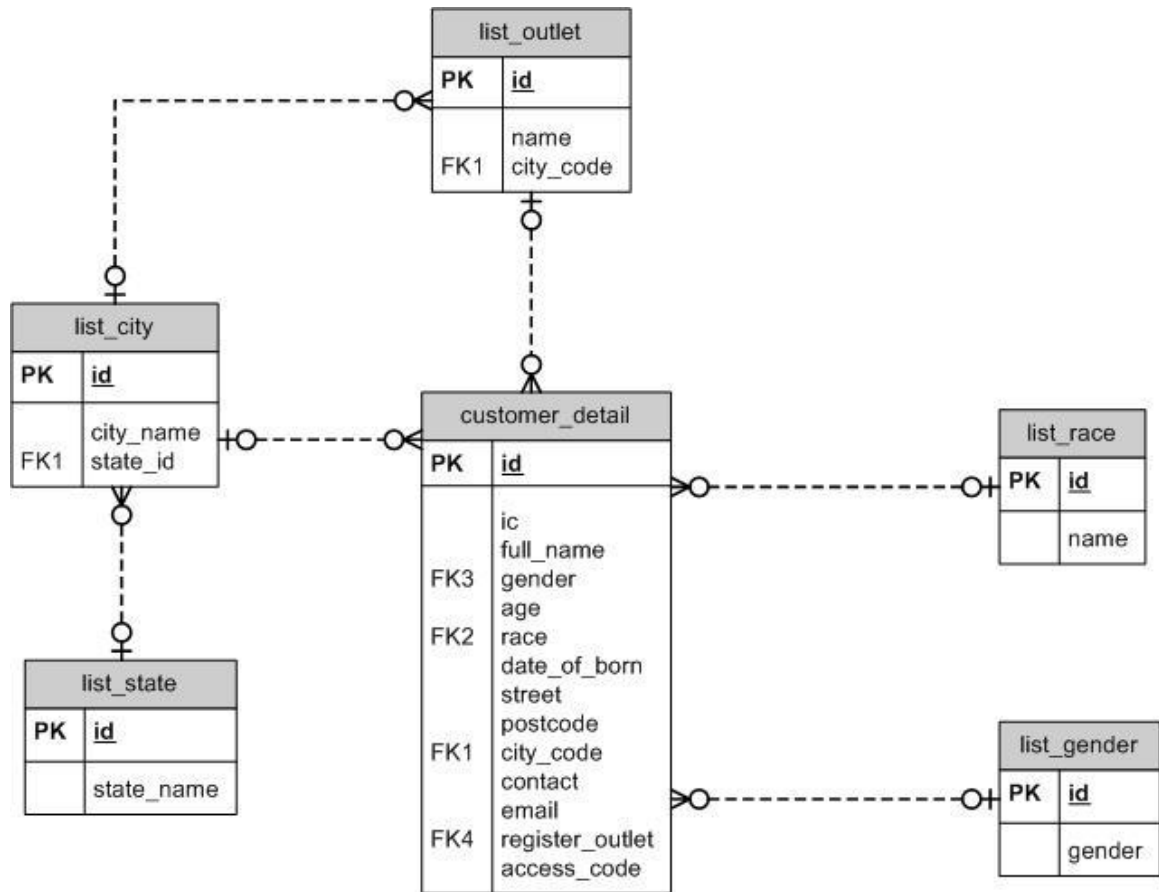 list_outlet
PK id
name
FK1 city_code
list_city
PK id
city_name
FK1 state_id
list_state
PK id
state_name
customer_detail
PK id
ic
full_name
FK3 gender
age
FK2 race
date_of_born
street
postcode
FK1 city_code
contact
email
FK4 register_outlet
access_code
list_race
PK id
name
list_gender
PK id
gender